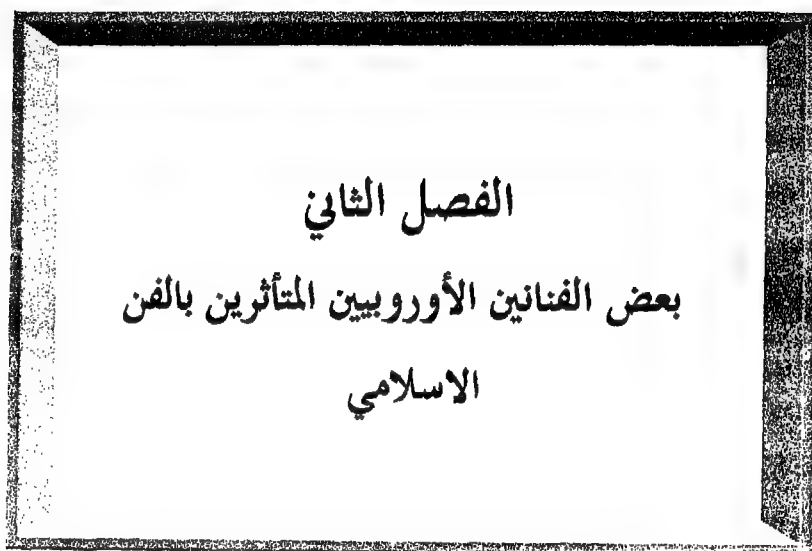 الفصل الثاني
بعض الفنانين الأوروبيين المتأثرين بالفن
الاسلامي